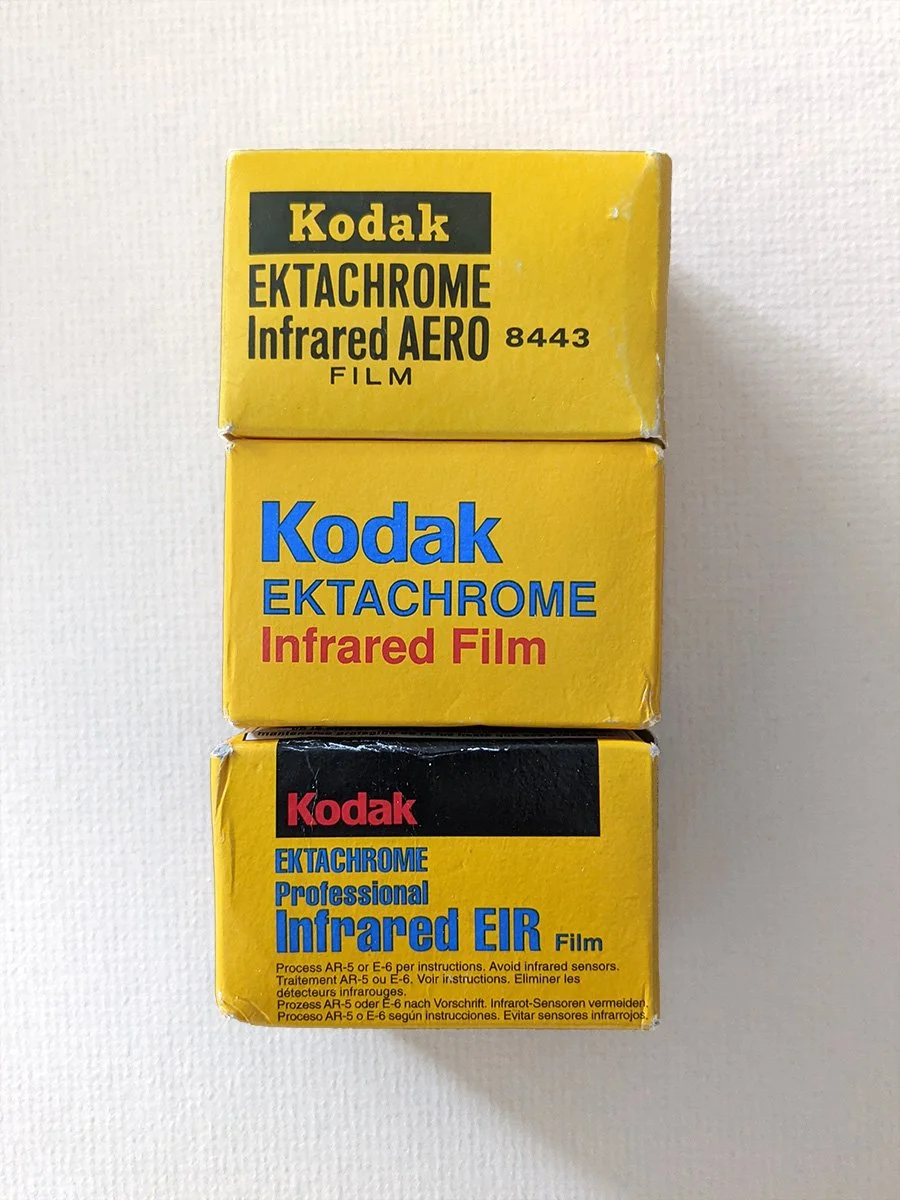 Kodak
EKTACHROME
Infrared AERO 8443
FILM
Kodak
EKTACHROME
Infrared Film
Kodak
EKTACHROME
Professional
Infrared EIR Film
Process AR-5 or E-6 per instructions. Avoid infrared sensors.
Traitement AR-5 ou E-6. Voir instructions. Eliminer les
détecteurs infrarouges.
Prozess AR-5 oder E-6 nach Vorschrift. Infrarot-Sensoren vermeiden.
Proceso AR-5 o E-6 según instrucciones. Evitar sensores infrarrojos.